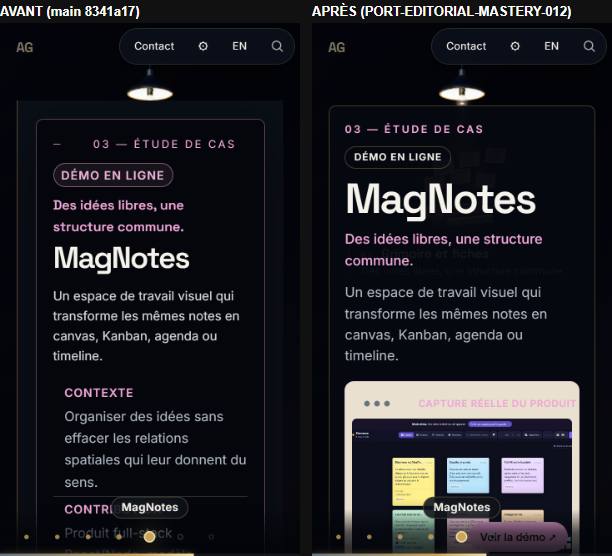 AVANT (main 8341a17)
AG
Contact
EN
— 03 — ÉTUDE DE CAS
DÉMO EN LIGNE
Des idées libres, une
structure commune.
MagNotes
Un espace de travail visuel qui
transforme les mêmes notes en
canvas, Kanban, agenda ou
timeline.
CONTEXTE
Organiser des idées sans
effacer les relations
spatiales qui leur donnent du
sens.
CONTRI
MagNotes
Produit full-stack
APRÈS (PORT-EDITORIAL-MASTERY-012)
AG
Contact
EN
03 — ÉTUDE DE CAS
DÉMO EN LIGNE
MagNotes
Des idées libres, une structure
commune.
Un espace de travail visuel qui
transforme les mêmes notes en
canvas, Kanban, agenda ou
timeline.
CAPTURE RÉELLE DU PRODUIT
MagNotes
Voir la démo ↗